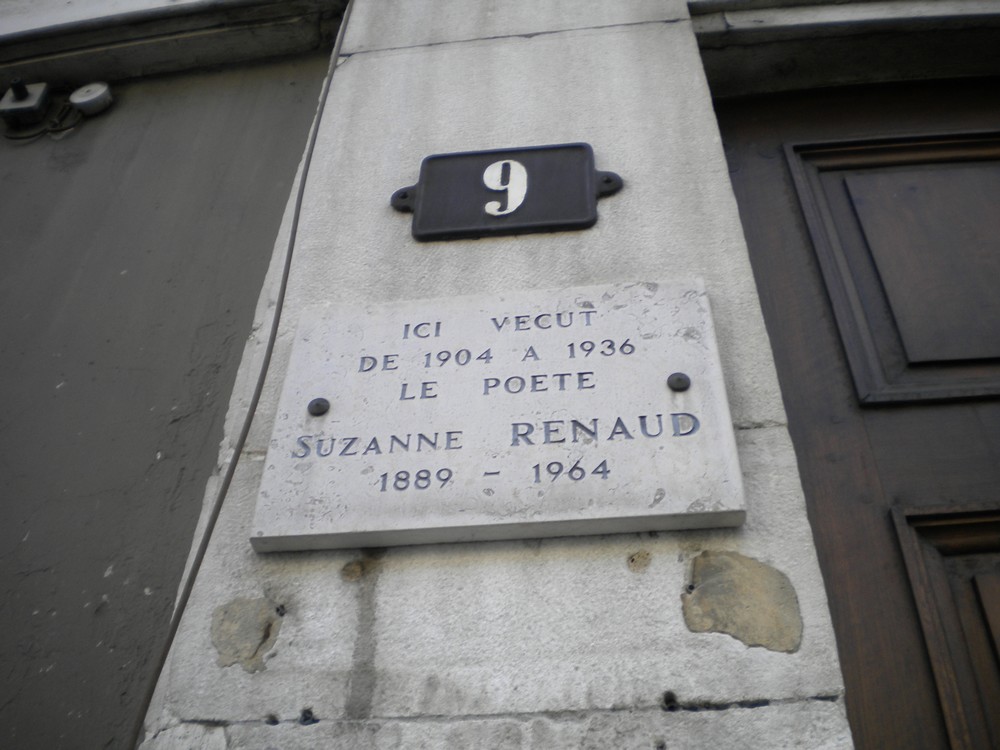 9
ICI VECUT
DE 1904 A 1936
LE POETE
SUZANNE RENAUD
1889 - 1964